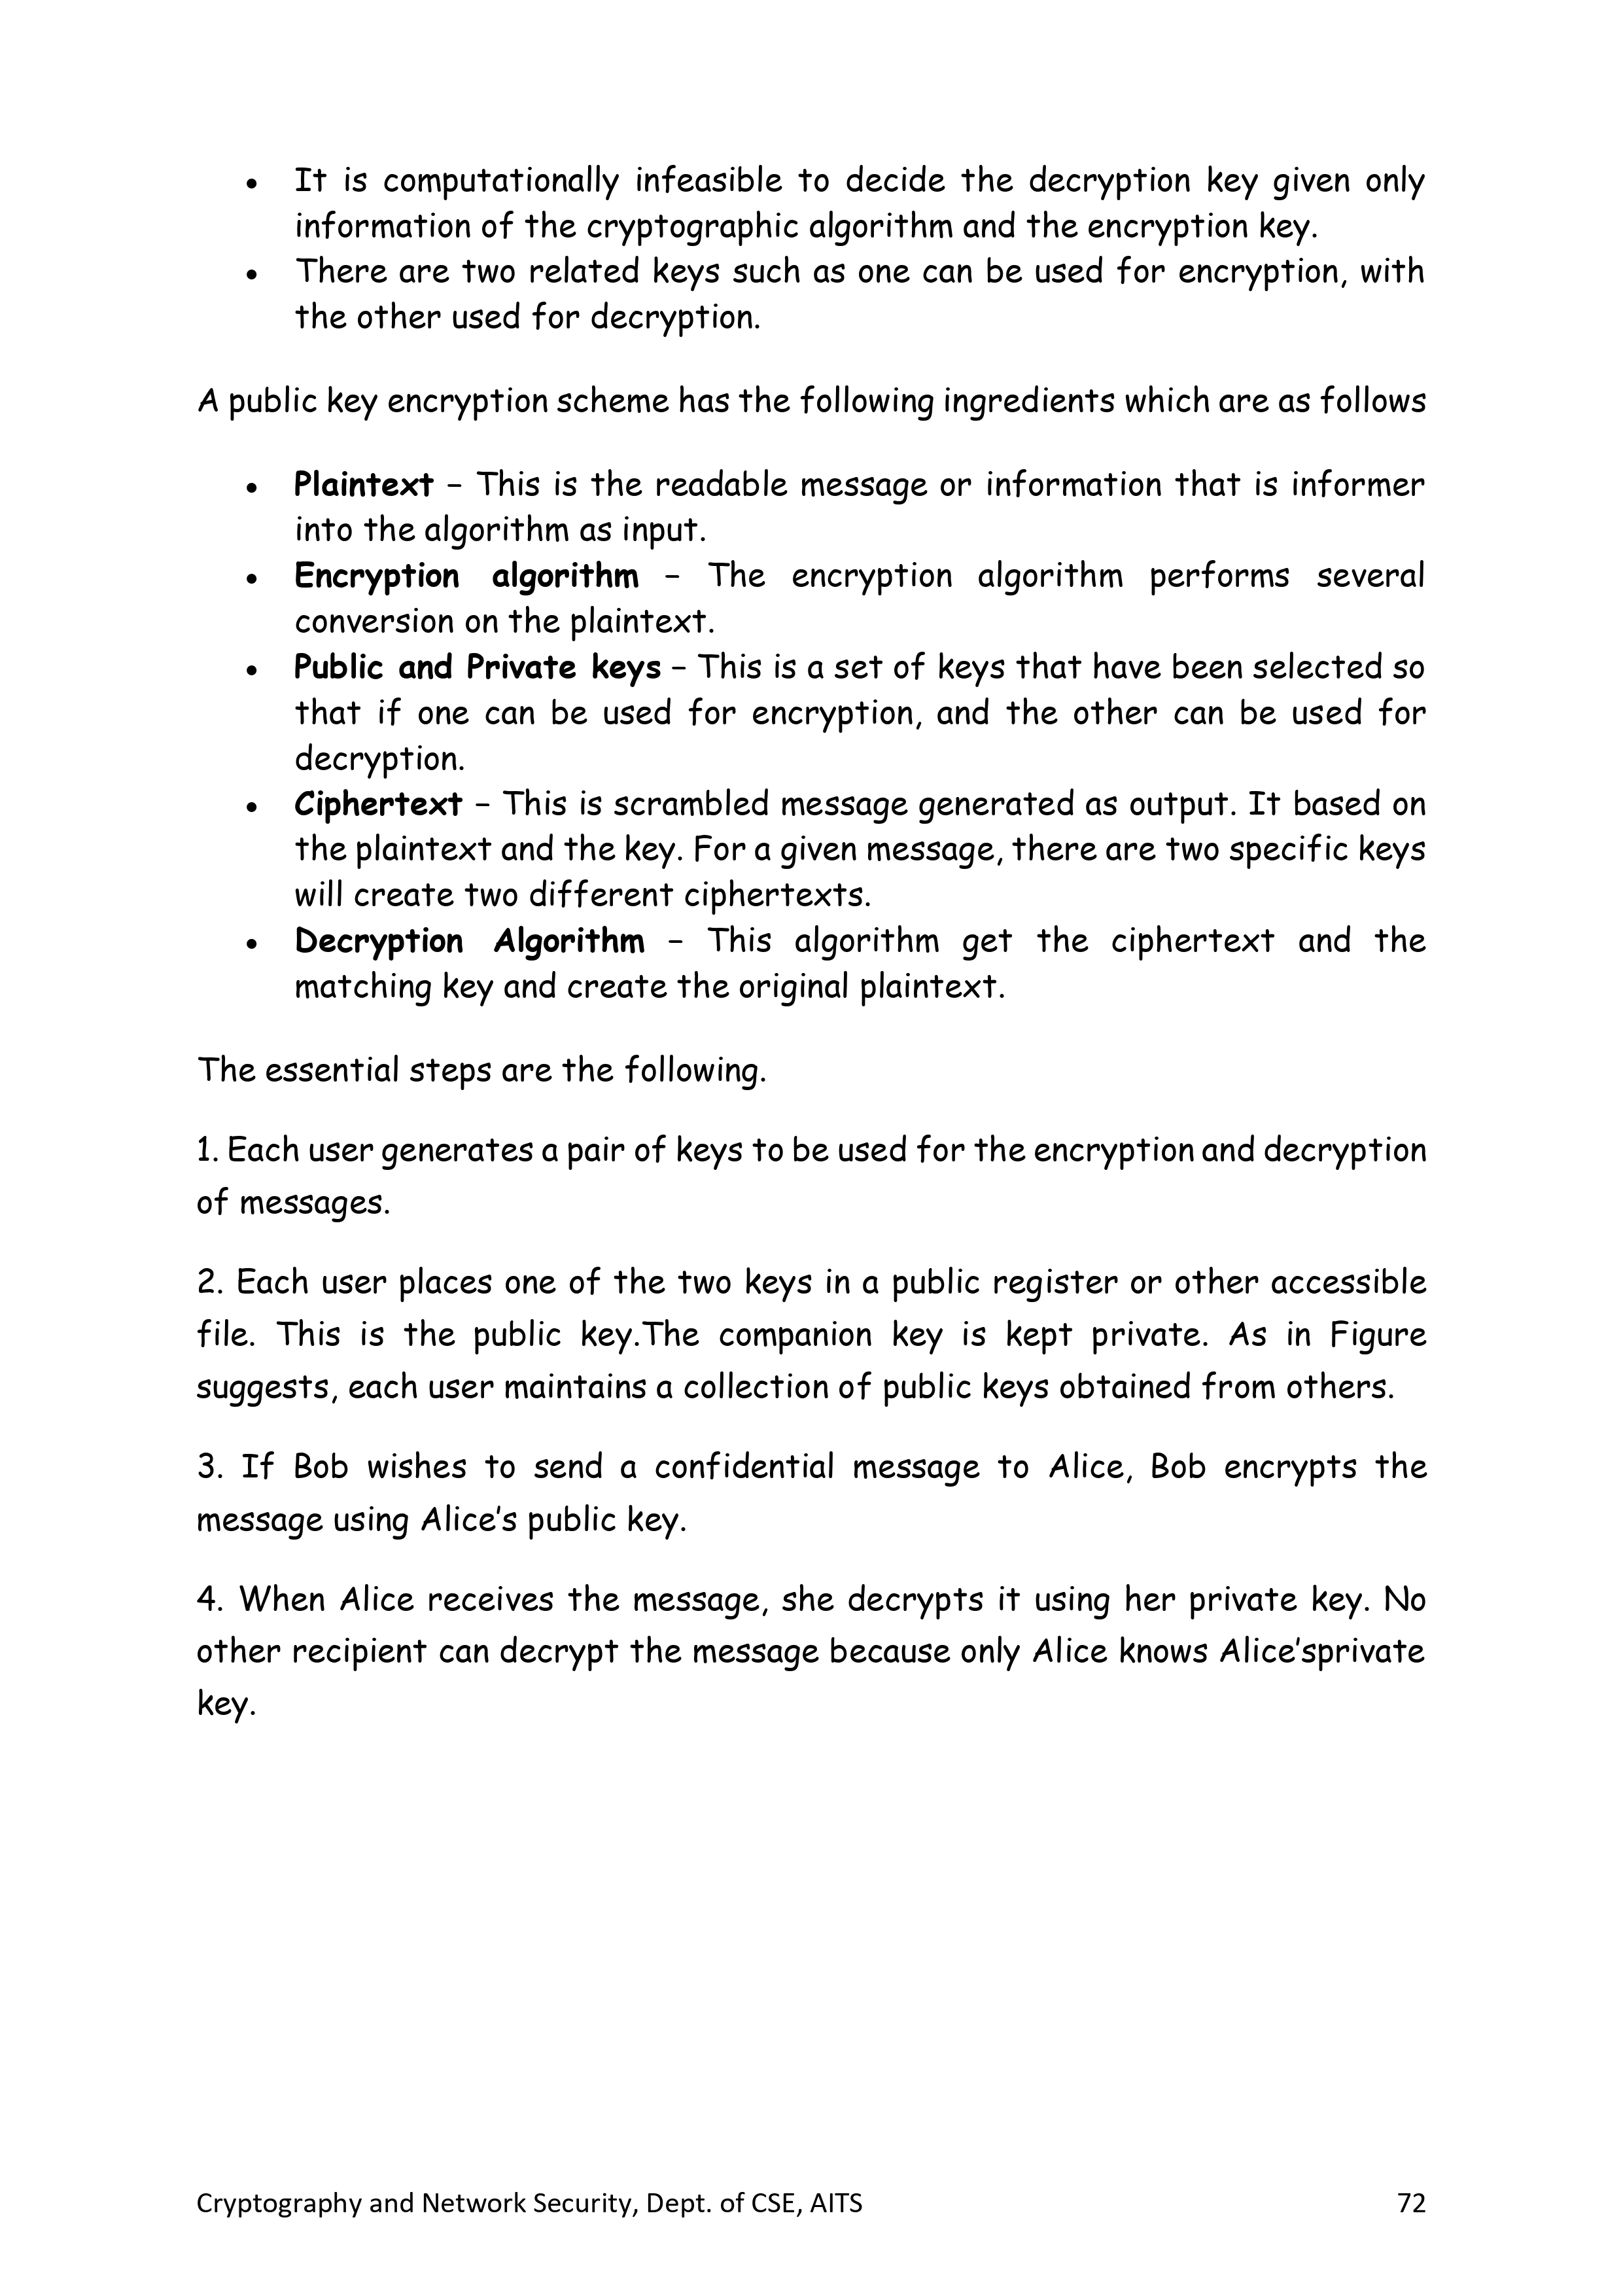 • It is computationally infeasible to decide the decryption key given only
information of the cryptographic algorithm and the encryption key.
• There are two related keys such as one can be used for encryption, with
the other used for decryption.
A public key encryption scheme has the following ingredients which are as follows
• Plaintext – This is the readable message or information that is informer
into the algorithm as input.
• Encryption algorithm – The encryption algorithm performs several
conversion on the plaintext.
• Public and Private keys – This is a set of keys that have been selected so
that if one can be used for encryption, and the other can be used for
decryption.
• Ciphertext – This is scrambled message generated as output. It based on
the plaintext and the key. For a given message, there are two specific keys
will create two different ciphertexts.
• Decryption Algorithm – This algorithm get the ciphertext and the
matching key and create the original plaintext.
The essential steps are the following.
1. Each user generates a pair of keys to be used for the encryption and decryption
of messages.
2. Each user places one of the two keys in a public register or other accessible
file. This is the public key.The companion key is kept private. As in Figure
suggests, each user maintains a collection of public keys obtained from others.
3. If Bob wishes to send a confidential message to Alice, Bob encrypts the
message using Alice’s public key.
4. When Alice receives the message, she decrypts it using her private key. No
other recipient can decrypt the message because only Alice knows Alice’sprivate
key.
Cryptography and Network Security, Dept. of CSE, AITS 72